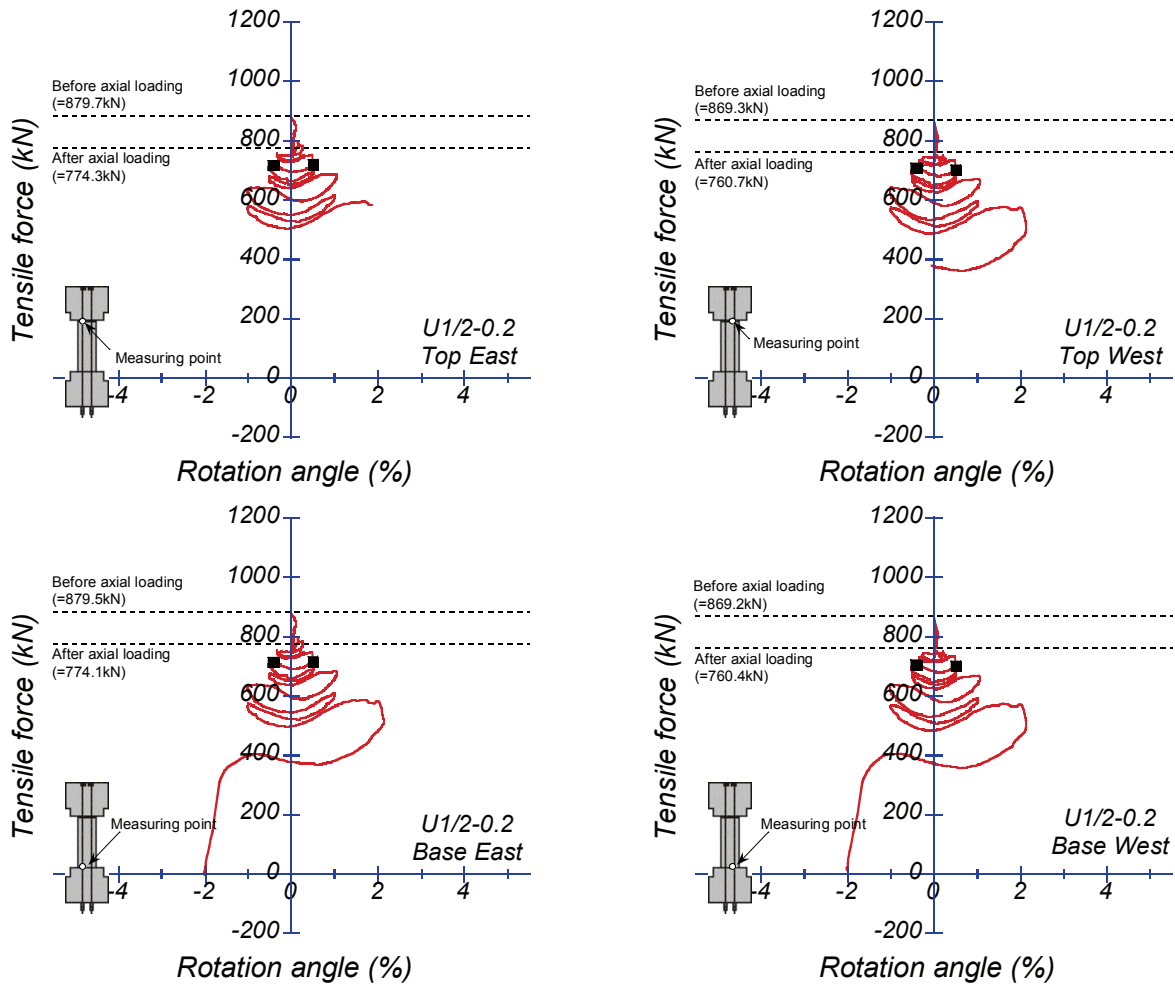 1200
1000
800
600
400
200
0
-200
-4
-2
0
2
4
Before axial loading
(=879.7kN)
After axial loading
(=774.3kN)
Measuring point
U1/2-0.2
Top East
Tensile force (kN)
Rotation angle (%)
1200
1000
800
600
400
200
0
-200
-4
-2
0
2
4
Before axial loading
(=869.3kN)
After axial loading
(=760.7kN)
Measuring point
U1/2-0.2
Top West
Tensile force (kN)
Rotation angle (%)
1200
1000
800
600
400
200
0
-200
-4
-2
0
2
4
Before axial loading
(=879.5kN)
After axial loading
(=774.1kN)
Measuring point
U1/2-0.2
Base East
Tensile force (kN)
Rotation angle (%)
1200
1000
800
600
400
200
0
-200
-4
-2
0
2
4
Before axial loading
(=869.2kN)
After axial loading
(=760.4kN)
Measuring point
U1/2-0.2
Base West
Tensile force (kN)
Rotation angle (%)